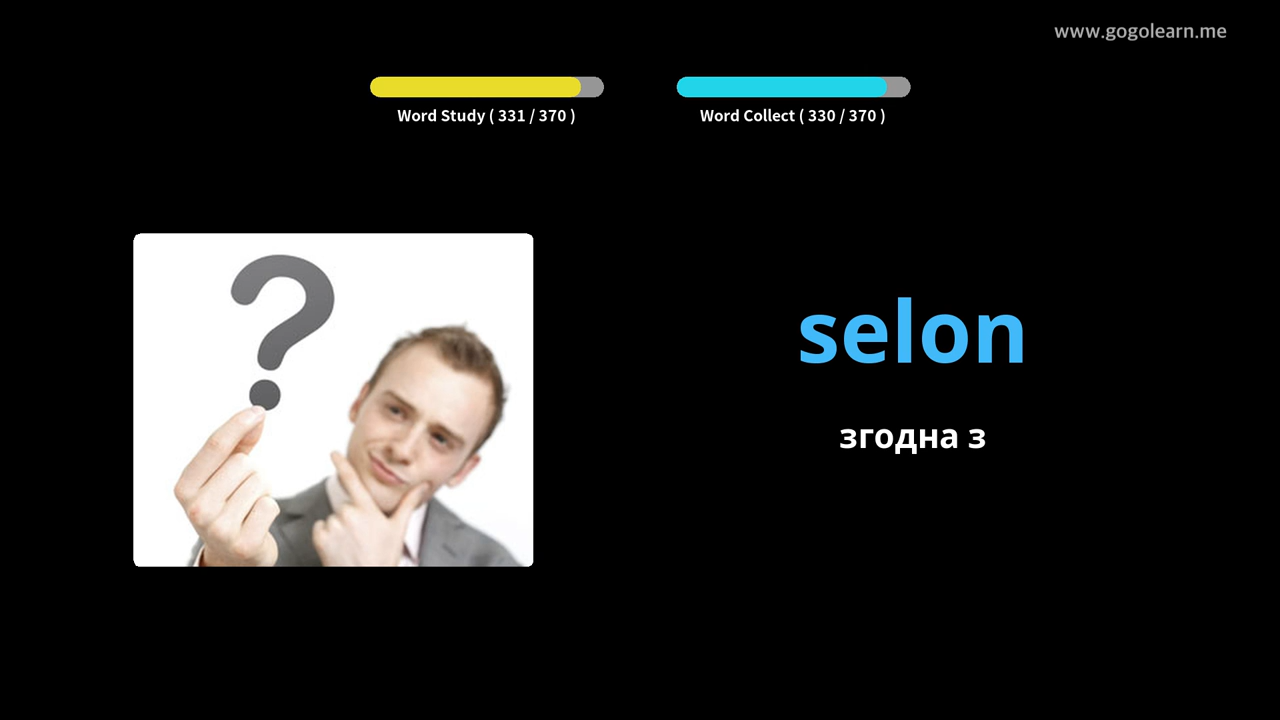 www.gogolearn.me
Word Study ( 331 / 370 )
Word Collect ( 330 / 370 )
selon
згодна з